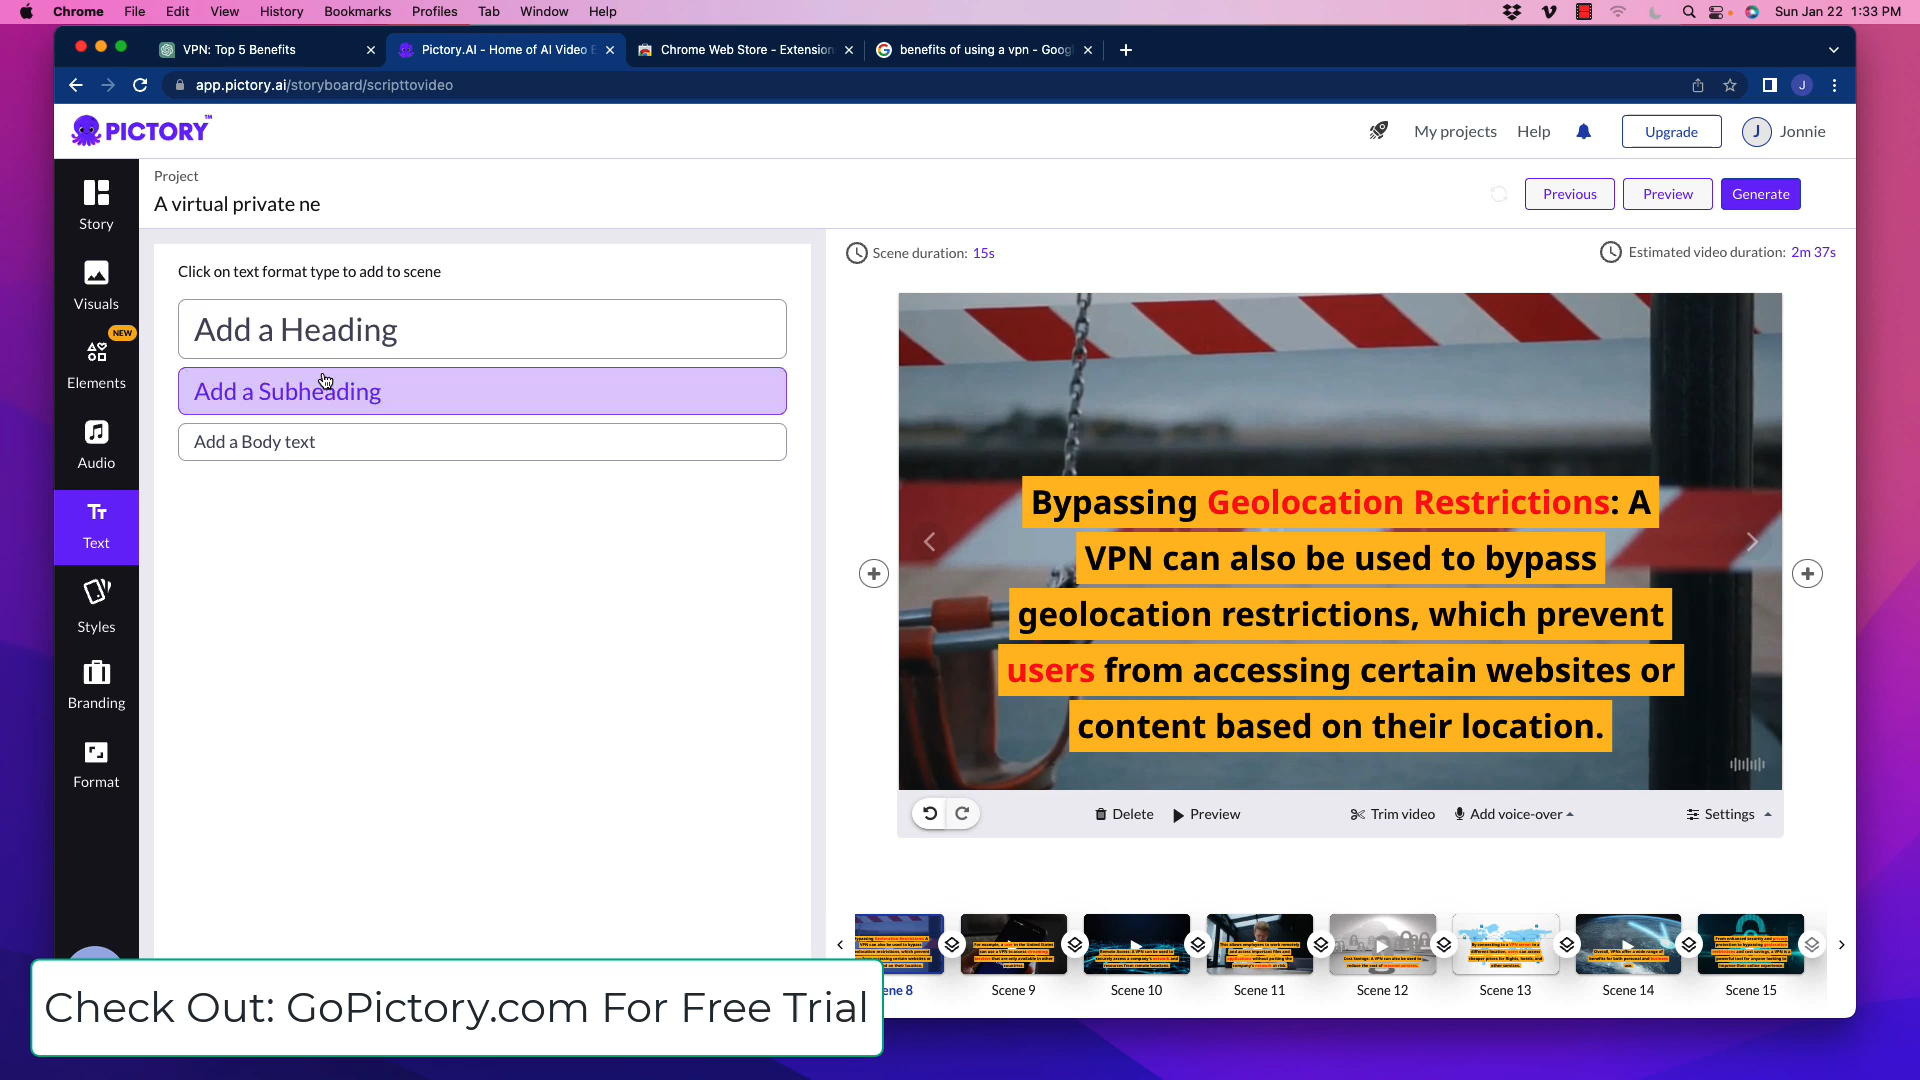 Chrome File Edit View History Bookmarks Profiles Tab Window Help
Sun Jan 22 1:33 PM
VPN: Top 5 Benefits
Pictory.AI - Home of AI Video E
Chrome Web Store - Extension
benefits of using a vpn - Goog
app.pictory.ai/storyboard/scripttovideo
J
PICTORY™
My projects
Help
Upgrade
J
Jonnie
Project
A virtual private ne
Previous
Preview
Generate
Story
Visuals
NEW
Elements
Audio
Tт
Text
Styles
Branding
Format
Click on text format type to add to scene
Add a Heading
Add a Subheading
Add a Body text
Scene duration: 15s
Estimated video duration: 2m 37s
Bypassing Geolocation Restrictions: A
VPN can also be used to bypass
geolocation restrictions, which prevent
users from accessing certain websites or
content based on their location.
Delete
Preview
Trim video
Add voice-over
Settings
ene 8
Scene 9
Scene 10
Scene 11
Scene 12
Scene 13
Scene 14
Scene 15
Check Out: GoPictory.com For Free Trial